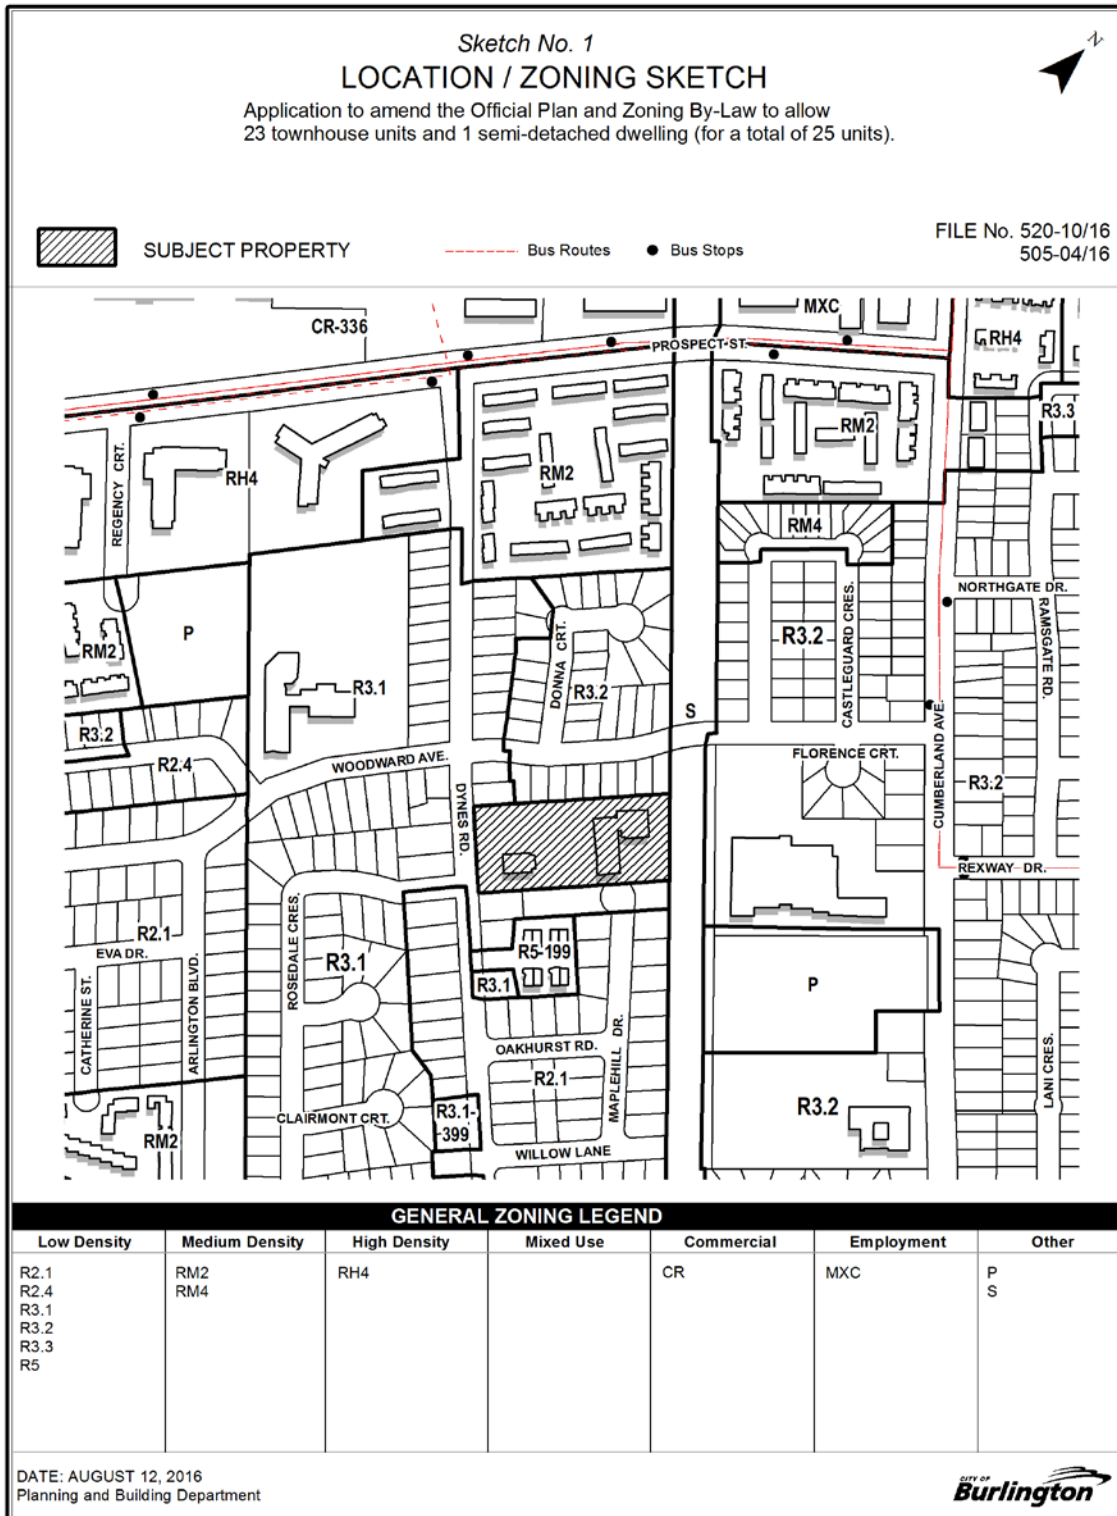 Sketch No. 1
N
LOCATION / ZONING SKETCH
Application to amend the Official Plan and Zoning By-Law to allow
23 townhouse units and 1 semi-detached dwelling (for a total of 25 units).
SUBJECT PROPERTY
Bus Routes
Bus Stops
FILE No. 520-10/16
505-04/16
CR-336
MXC
PROSPECT ST.
RH4
R3.3
REGENCY CRT.
RH4
RM2
RM2
RM4
NORTHGATE DR.
RAMSGATE RD.
P
RM2
R3.1
DONNA CRT.
R3.2
R3.2
CASTLEGUARD CRES.
R3.2
S
R2.4
WOODWARD AVE.
FLORENCE CRT.
CUMBERLAND AVE.
R3.2
DYNES RD.
REXWAY DR.
R2.1
EVA DR.
CATHERINE ST.
ARLINGTON BLVD.
ROSEDALE CRES.
R3.1
R5-199
R3.1
P
OAKHURST RD.
MAPLEHILL DR.
R2.1
LANI CRES.
CLAIRMONT CRT.
R3.1-
399
R3.2
RM2
WILLOW LANE
GENERAL ZONING LEGEND
Low Density
Medium Density
High Density
Mixed Use
Commercial
Employment
Other
R2.1
RM2
RH4
CR
MXC
P
R2.4
RM4
S
R3.1
R3.2
R3.3
R5
DATE: AUGUST 12, 2016
Planning and Building Department
CITY OF
Burlington